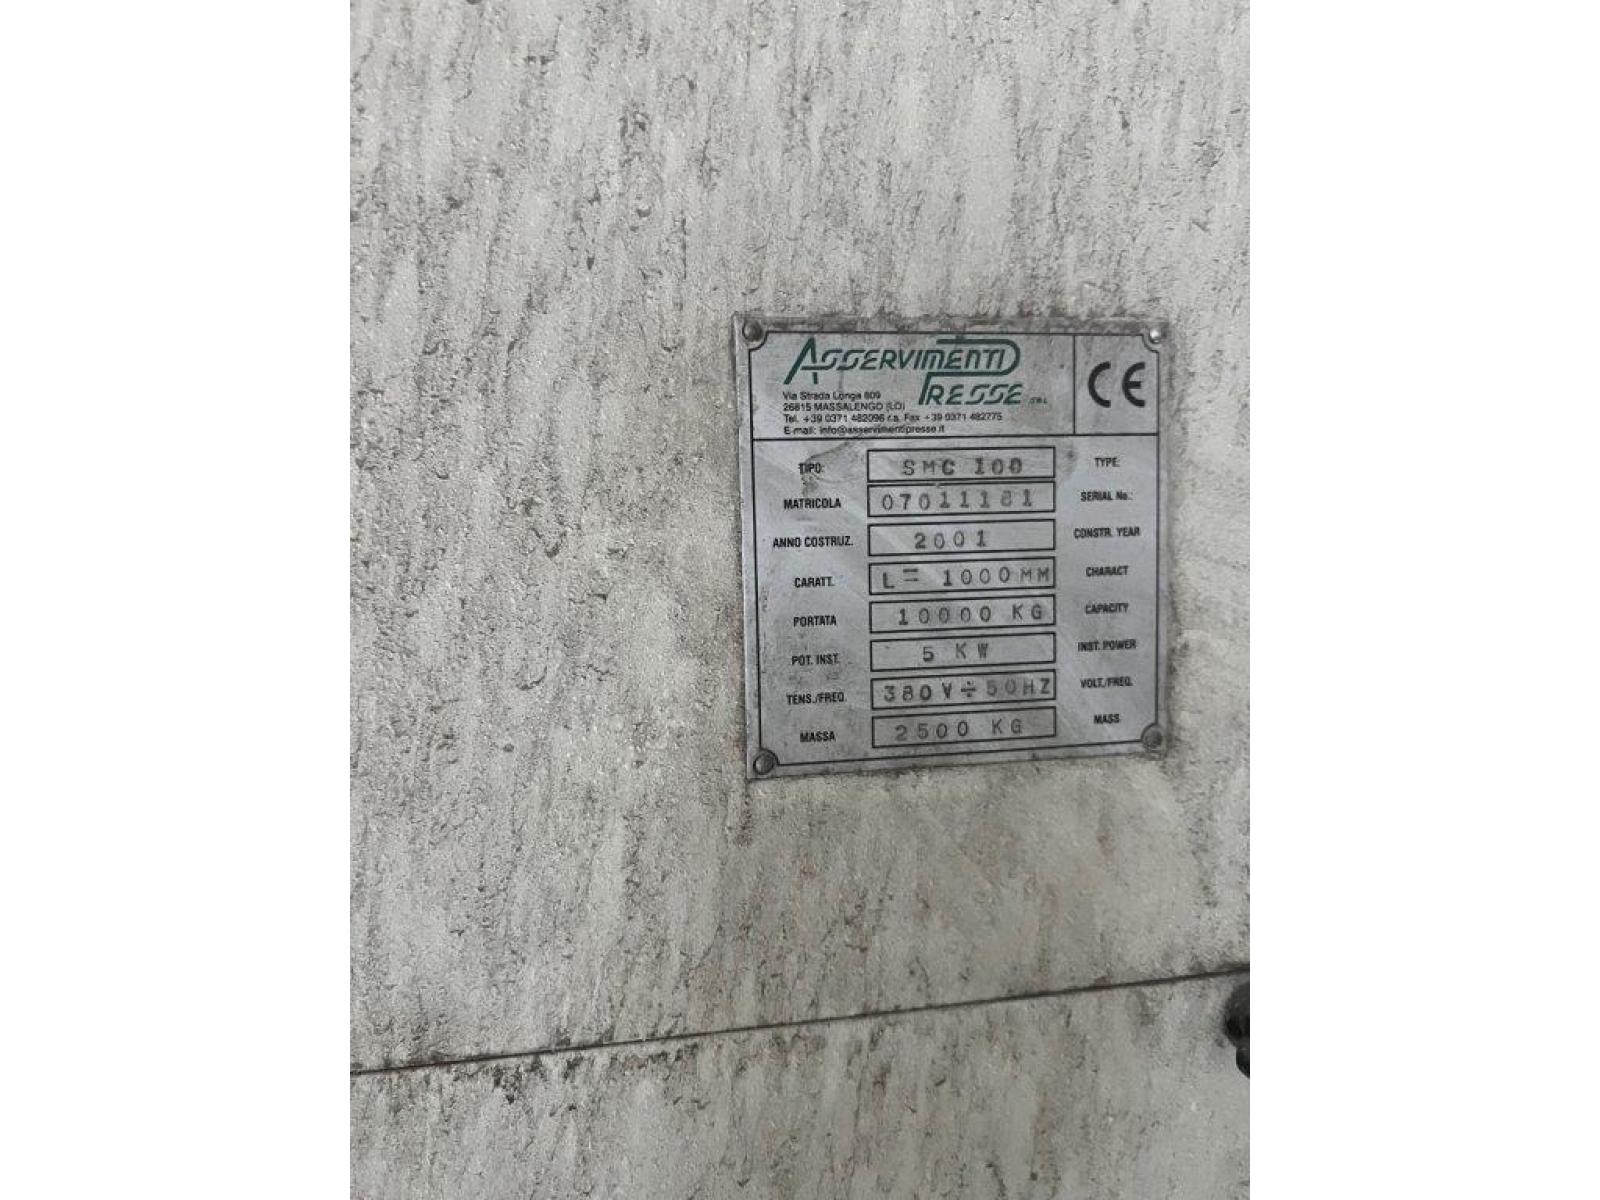 ASSERVIMENTI
PRESSE SRL
CE
Via Strada Longa 809
26815 MASSALENGO (LO)
Tel. +39 0371 482096 r.a. Fax +39 0371 482775
E-mail: info@asservimentipresse.it
TIPO: SMC 100 TYPE:
MATRICOLA 07011181 SERIAL No.:
ANNO COSTRUZ. 2001 CONSTR. YEAR
CARATT. L= 1000MM CHARACT
PORTATA 10000 KG CAPACITY
POT. INST. 5 KW INST. POWER
TENS./FREQ. 380V÷50HZ VOLT./FREQ.
MASSA 2500 KG MASS